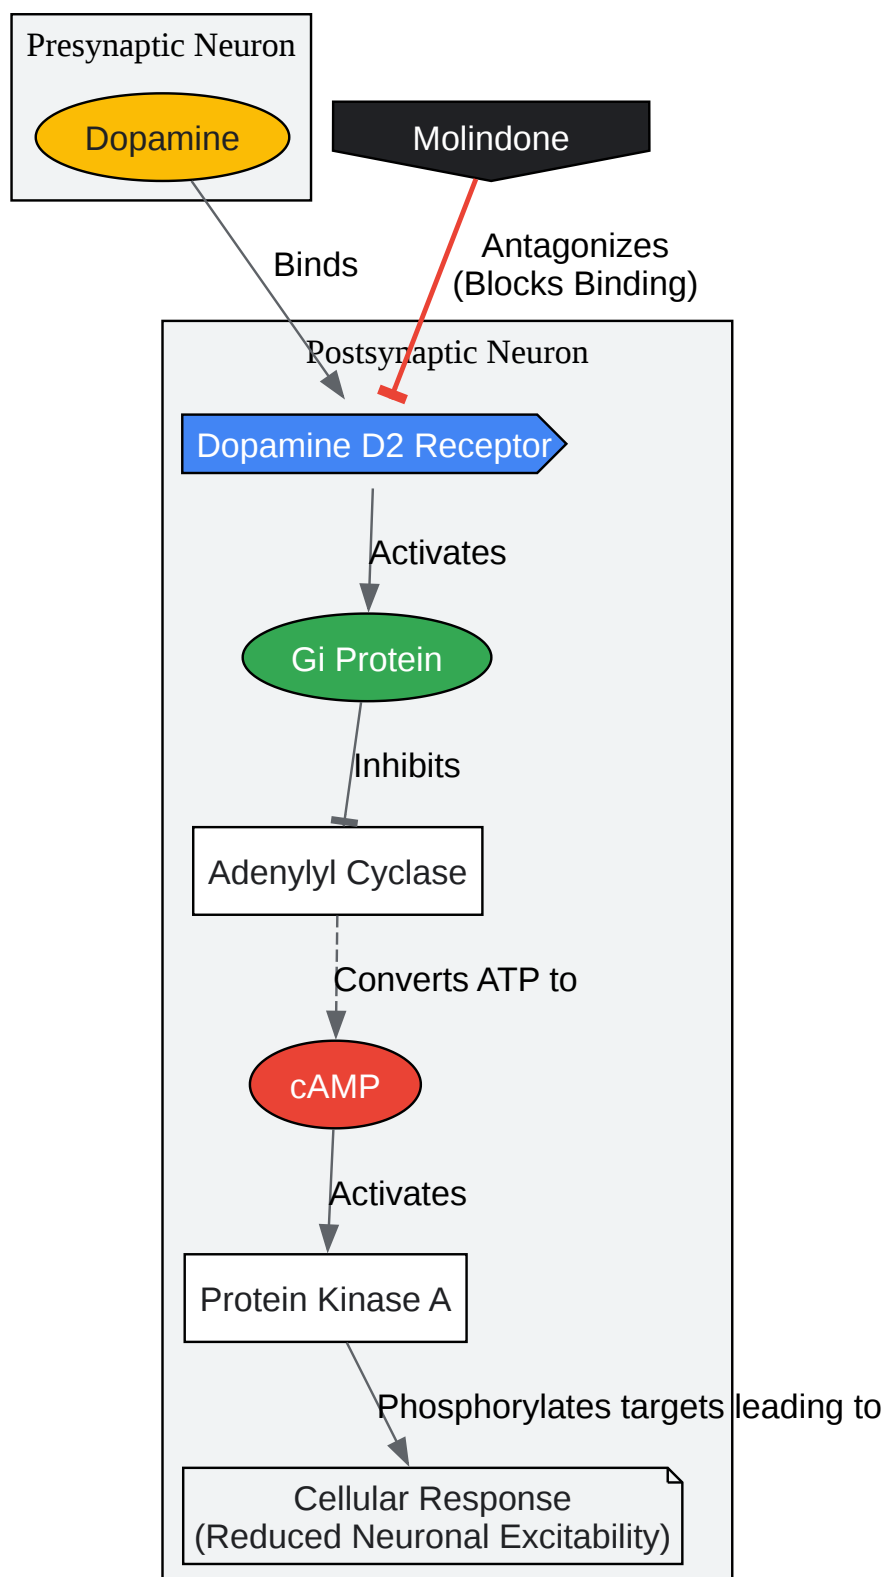 Presynaptic Neuron
Dopamine
Molindone
Binds
Antagonizes
(Blocks Binding)
Postsynaptic Neuron
Dopamine D2 Receptor
Activates
Gi Protein
Inhibits
Adenylyl Cyclase
Converts ATP to
cAMP
Activates
Protein Kinase A
Phosphorylates targets leading to
Cellular Response
(Reduced Neuronal Excitability)